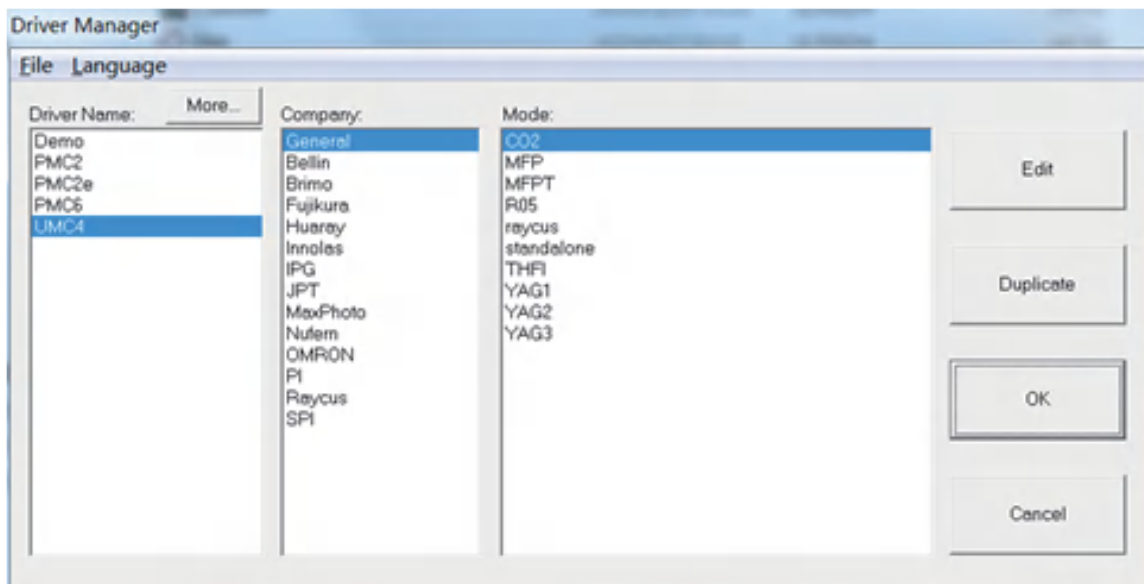 Driver Manager
File Language
Driver Name:
More...
Demo
PMC2
PMC2e
PMC6
UMC4
Company:
General
Bellin
Brimo
Fujikura
Huaray
Innolas
IPG
JPT
MaxPhoto
Nufern
OMRON
PI
Raycus
SPI
Mode:
CO2
MFP
MFPT
R05
raycus
standalone
THFI
YAG1
YAG2
YAG3
Edit
Duplicate
OK
Cancel